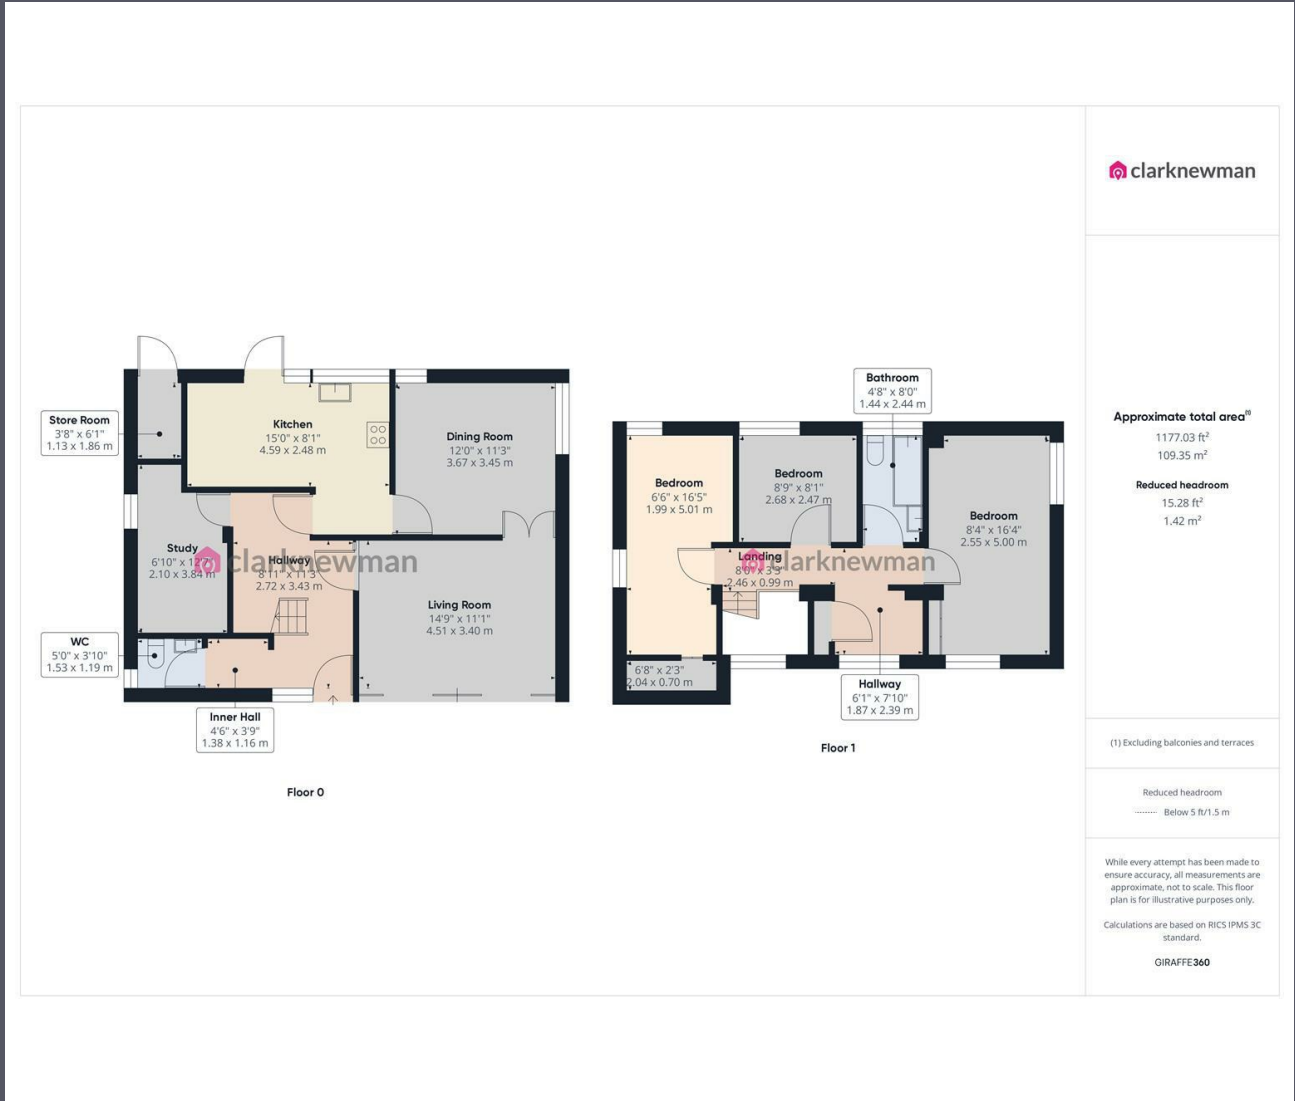 Store Room
3'8" x 6'1"
1.13 x 1.86 m
Kitchen
15'0" x 8'1"
4.59 x 2.48 m
Dining Room
12'0" x 11'3"
3.67 x 3.45 m
Study
6'10" x 12'7"
2.10 x 3.84 m
Hallway
8'11" x 11'3"
2.72 x 3.43 m
clarknewman
Living Room
14'9" x 11'1"
4.51 x 3.40 m
WC
5'0" x 3'10"
1.53 x 1.19 m
Inner Hall
4'6" x 3'9"
1.38 x 1.16 m
Floor 0
Bathroom
4'8" x 8'0"
1.44 x 2.44 m
Bedroom
6'6" x 16'5"
1.99 x 5.01 m
Bedroom
8'9" x 8'1"
2.68 x 2.47 m
Bedroom
8'4" x 16'4"
2.55 x 5.00 m
Landing
8'0" x 3'3"
2.46 x 0.99 m
clarknewman
6'8" x 2'3"
2.04 x 0.70 m
Hallway
6'1" x 7'10"
1.87 x 2.39 m
Floor 1
clarknewman
Approximate total area(1)
1177.03 ft²
109.35 m²
Reduced headroom
15.28 ft²
1.42 m²
(1) Excluding balconies and terraces
Reduced headroom
Below 5 ft/1.5 m
While every attempt has been made to
ensure accuracy, all measurements are
approximate, not to scale. This floor
plan is for illustrative purposes only.
Calculations are based on RICS IPMS 3C
standard.
GIRAFFE360